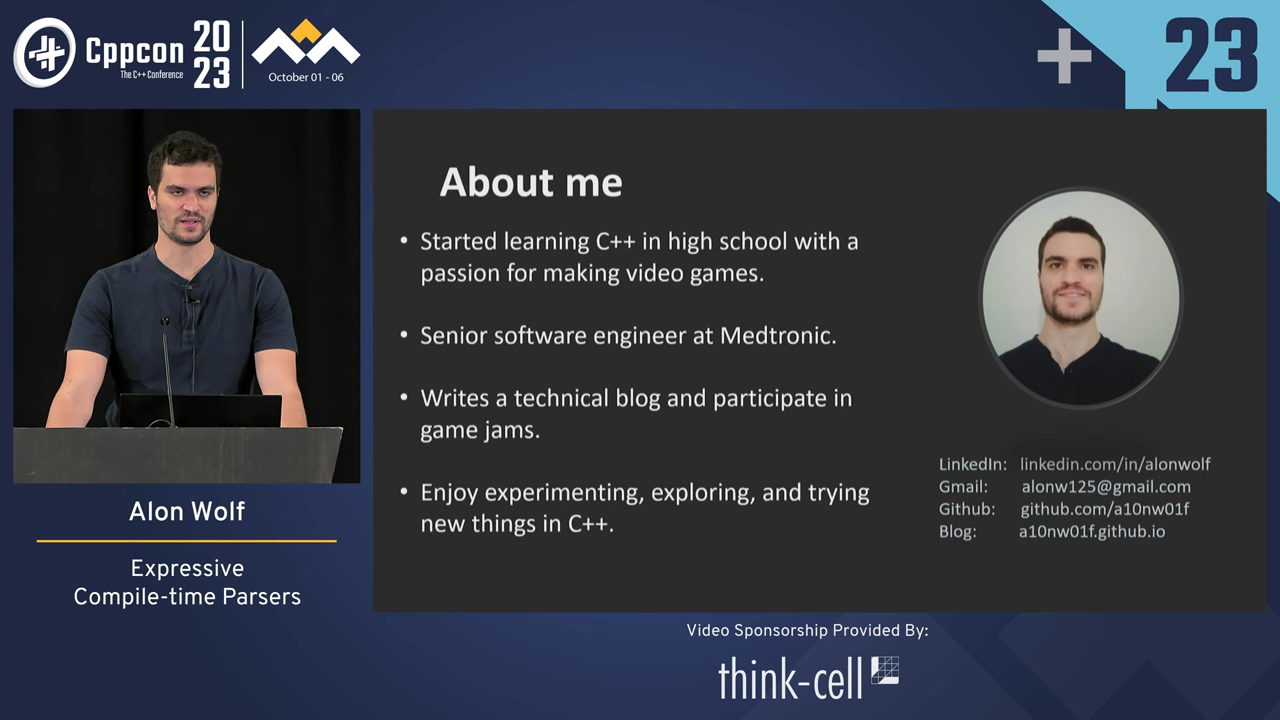 Cppcon
The C++ Conference
20
23
October 01 - 06
23
About me
• Started learning C++ in high school with a
passion for making video games.
• Senior software engineer at Medtronic.
• Writes a technical blog and participate in
game jams.
• Enjoy experimenting, exploring, and trying
new things in C++.
LinkedIn: linkedin.com/in/alonwolf
Gmail: alonw125@gmail.com
Github: github.com/a10nw01f
Blog: a10nw01f.github.io
Alon Wolf
Expressive
Compile-time Parsers
Video Sponsorship Provided By:
think-cell